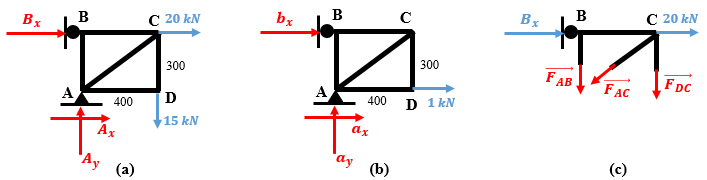 B_x B C 20 kN
300
A 400 D
A_x 15 kN
A_y
(a)
b_x B C
300
A 400 D 1 kN
a_x
a_y
(b)
B_x B C 20 kN
F_AB F_AC F_DC
(c)